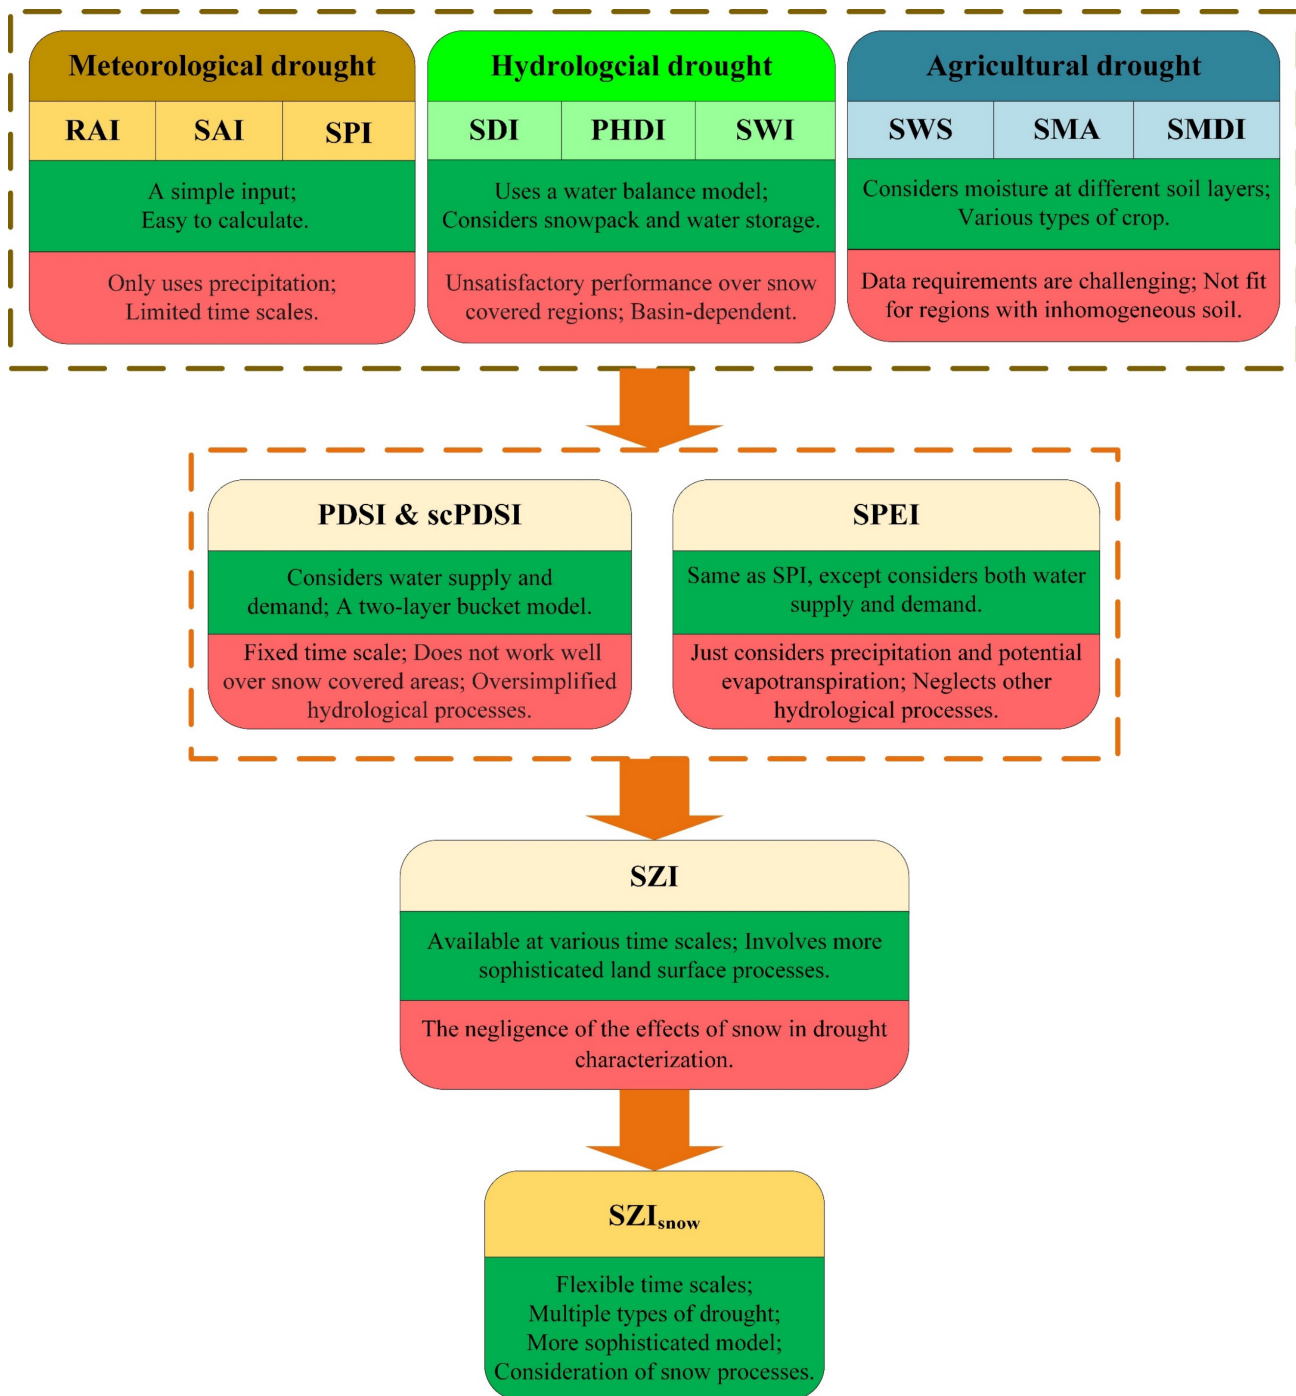 Meteorological drought
RAI
SAI
SPI
A simple input;
Easy to calculate.
Only uses precipitation;
Limited time scales.
Hydrologcial drought
SDI
PHDI
SWI
Uses a water balance model;
Considers snowpack and water storage.
Unsatisfactory performance over snow
covered regions; Basin-dependent.
Agricultural drought
SWS
SMA
SMDI
Considers moisture at different soil layers;
Various types of crop.
Data requirements are challenging; Not fit
for regions with inhomogeneous soil.
PDSI & scPDSI
Considers water supply and
demand; A two-layer bucket model.
Fixed time scale; Does not work well
over snow covered areas; Oversimplified
hydrological processes.
SPEI
Same as SPI, except considers both water
supply and demand.
Just considers precipitation and potential
evapotranspiration; Neglects other
hydrological processes.
SZI
Available at various time scales; Involves more
sophisticated land surface processes.
The negligence of the effects of snow in drought
characterization.
SZIsnow
Flexible time scales;
Multiple types of drought;
More sophisticated model;
Consideration of snow processes.